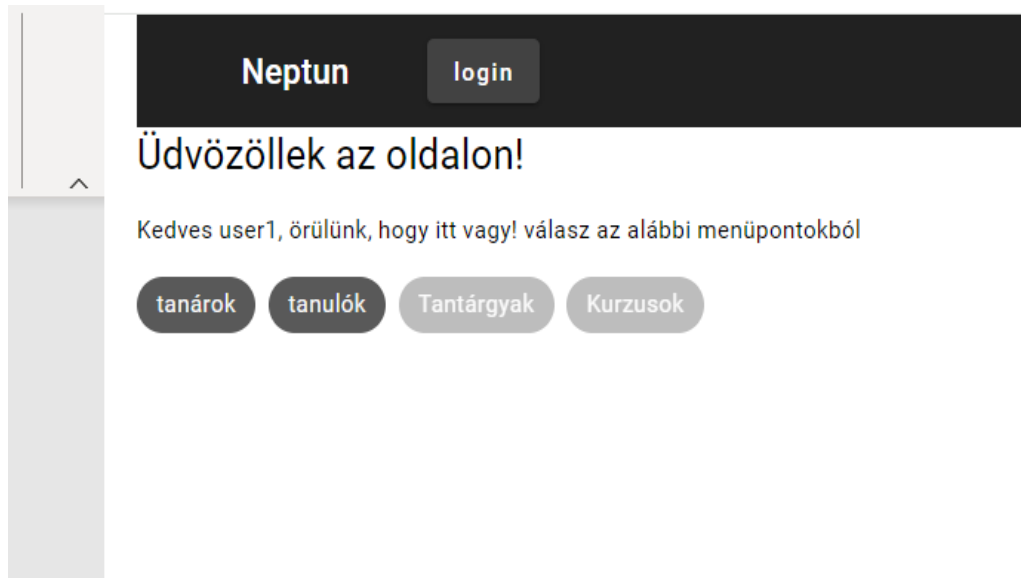 Neptun login
Üdvözöllek az oldalon!
Kedves user1, örülünk, hogy itt vagy! válasz az alábbi menüpontokból
tanárok tanulók Tantárgyak Kurzusok